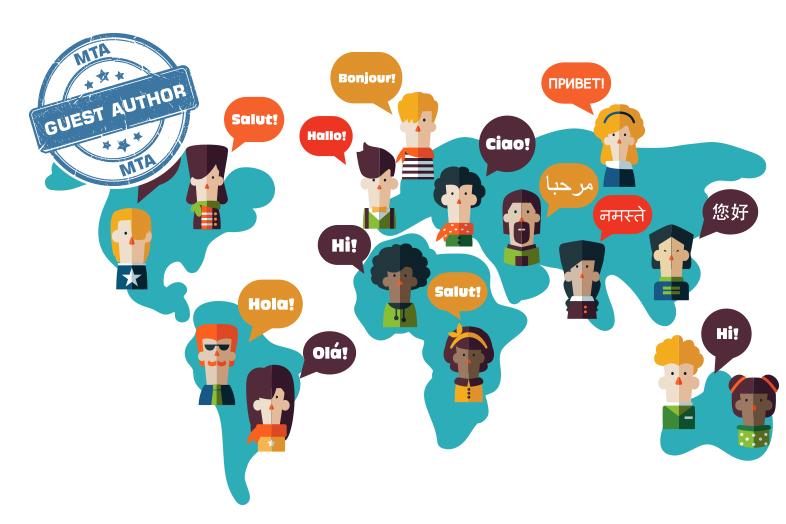 MTA
GUEST AUTHOR
MTA
Salut!
Bonjour!
Hallo!
Ciao!
ПРИВЕТ!
مرحبا
नमस्ते
您好
Hi!
Salut!
Hola!
Olá!
Hi!